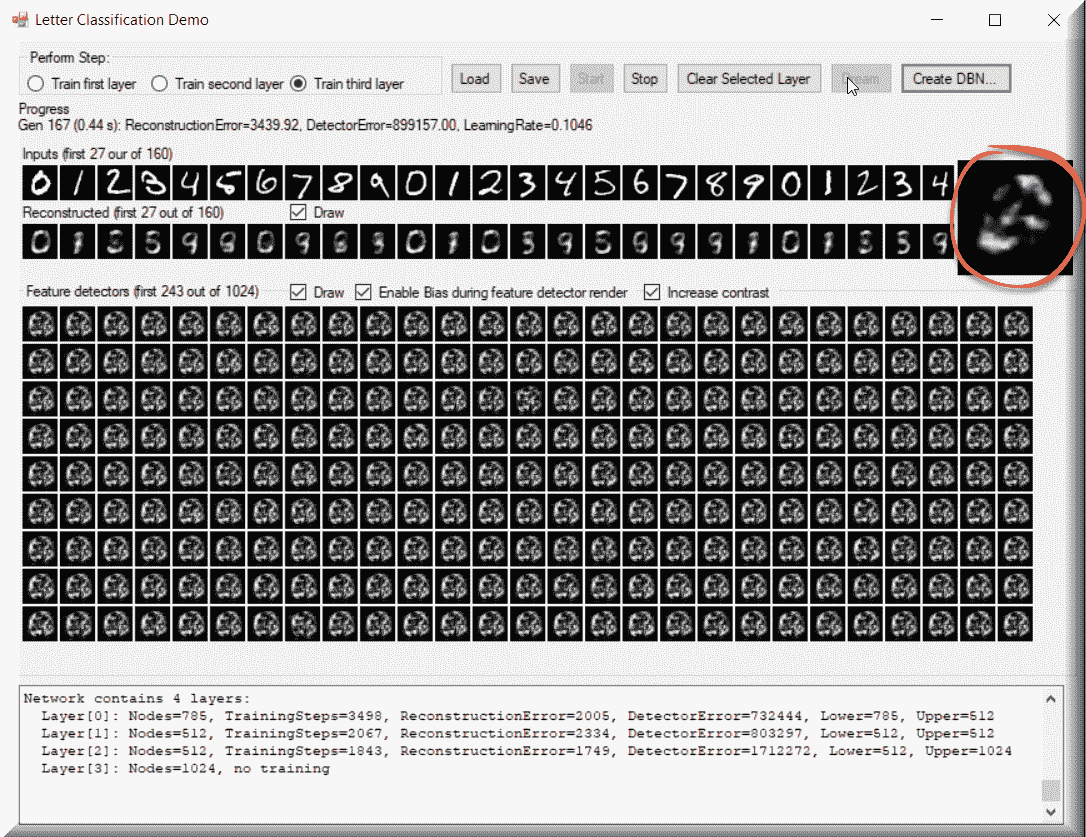 Letter Classification Demo
Perform Step:
Train first layer Train second layer Train third layer Load Save Start Stop Clear Selected Layer Dream Create DBN...
Progress
Gen 167 (0.44 s): ReconstructionError=3439.92, DetectorError=899157.00, LearningRate=0.1046
Inputs (first 27 our of 160)
0 1 2 3 4 5 6 7 8 9 0 1 2 3 4 5 6 7 8 9 0 1 2 3 4
Reconstructed (first 27 out of 160) Draw
Feature detectors (first 243 out of 1024) Draw Enable Bias during feature detector render Increase contrast
Network contains 4 layers:
Layer[0]: Nodes=785, TrainingSteps=3498, ReconstructionError=2005, DetectorError=732444, Lower=785, Upper=512
Layer[1]: Nodes=512, TrainingSteps=2067, ReconstructionError=2334, DetectorError=803297, Lower=512, Upper=512
Layer[2]: Nodes=512, TrainingSteps=1843, ReconstructionError=1749, DetectorError=1712272, Lower=512, Upper=1024
Layer[3]: Nodes=1024, no training